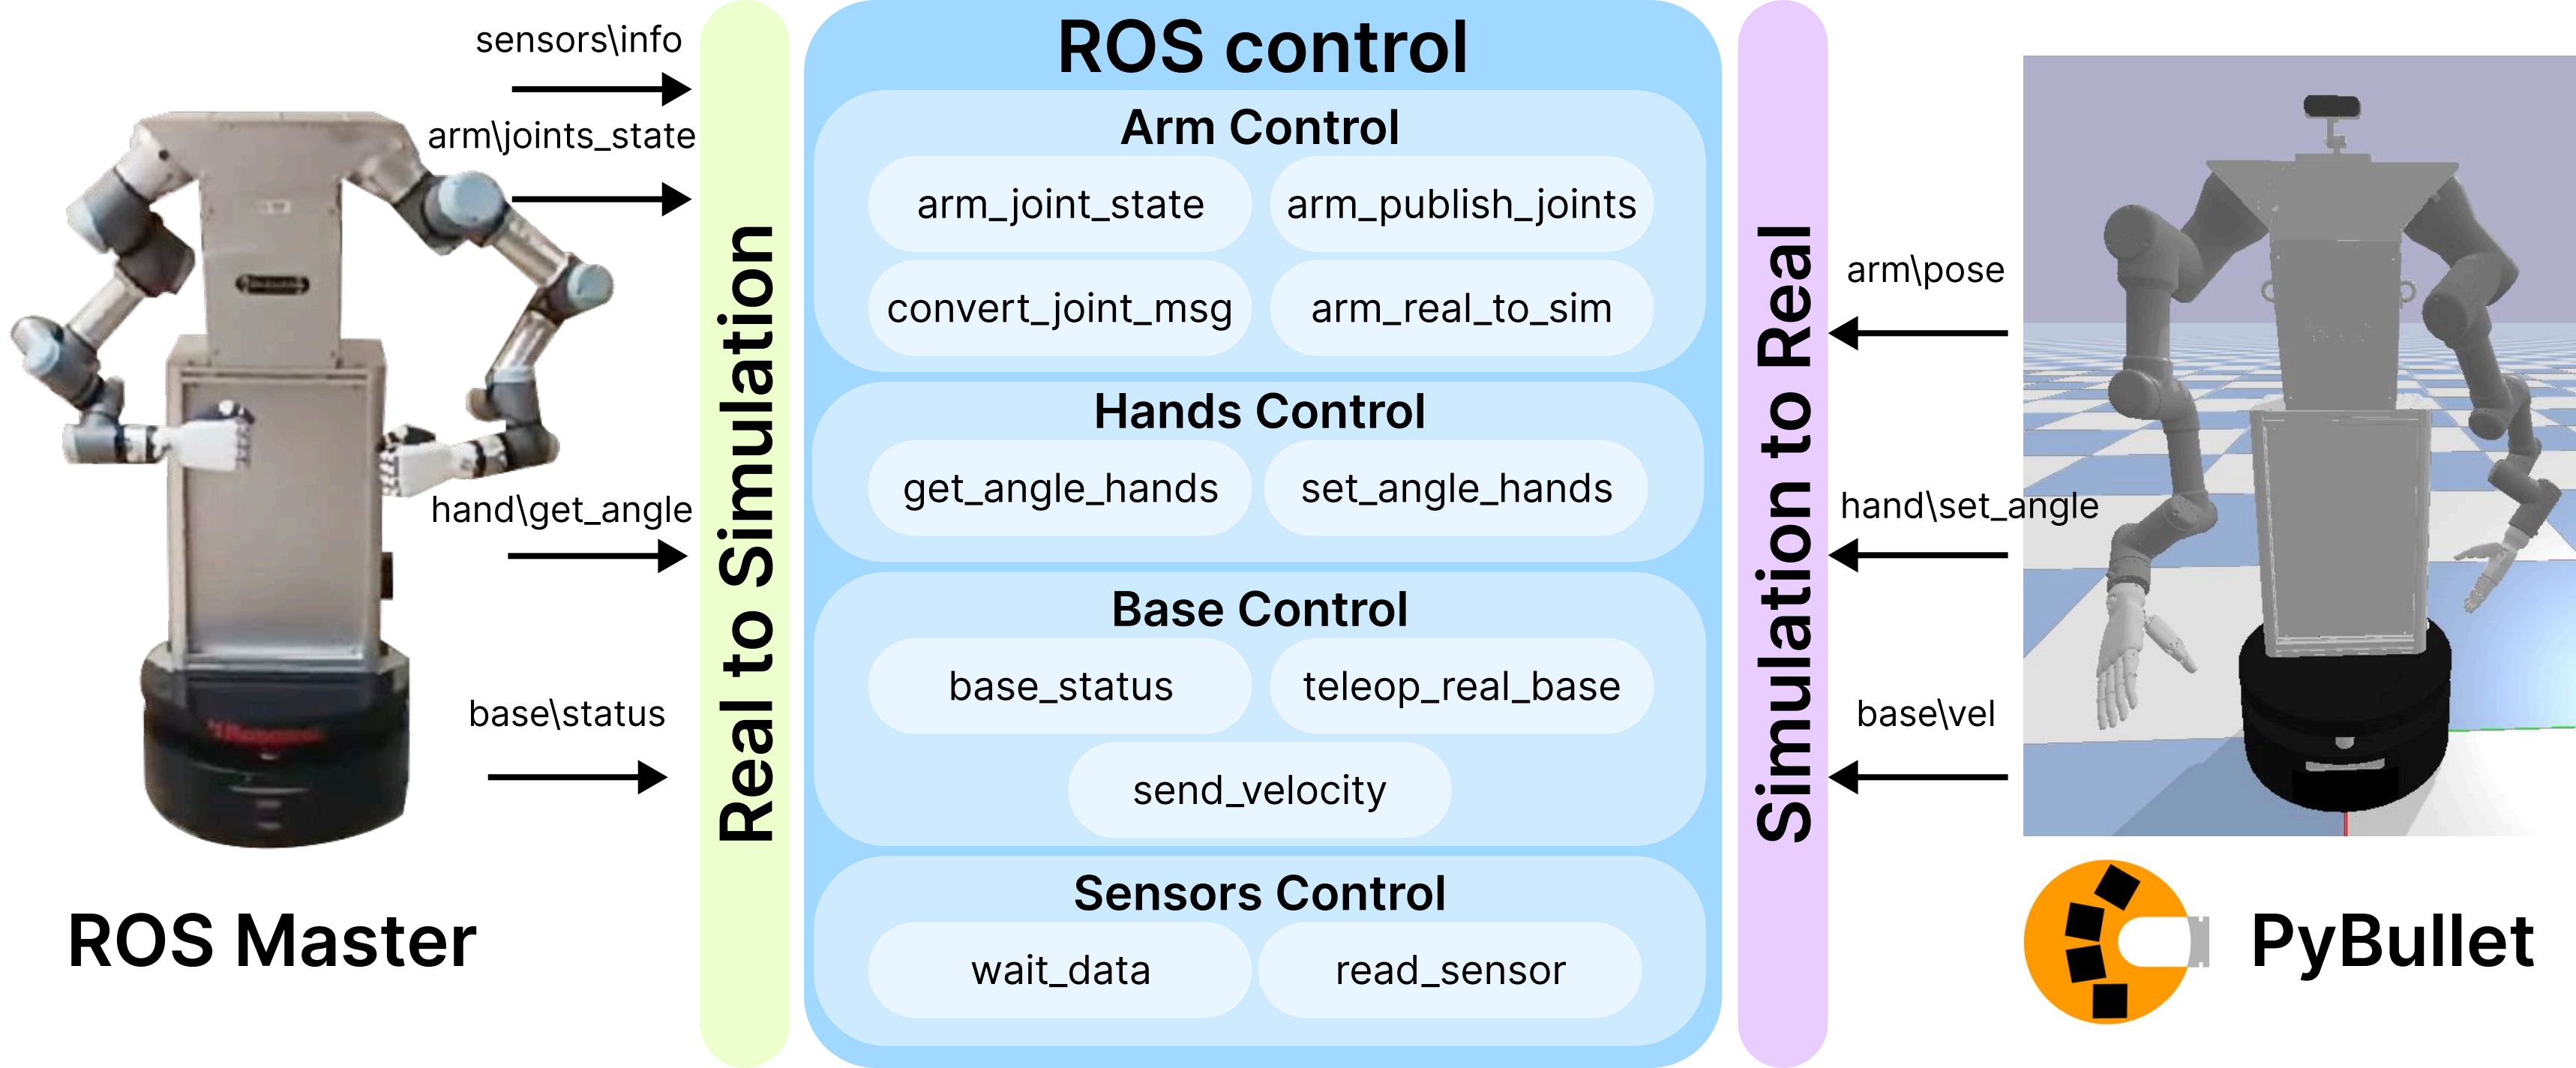 sensors\info
arm\joints_state
hand\get_angle
base\status
ROS Master
Real to Simulation
ROS control
Arm Control
arm_joint_state
arm_publish_joints
convert_joint_msg
arm_real_to_sim
Hands Control
get_angle_hands
set_angle_hands
Base Control
base_status
teleop_real_base
send_velocity
Sensors Control
wait_data
read_sensor
Simulation to Real
arm\pose
hand\set_angle
base\vel
PyBullet